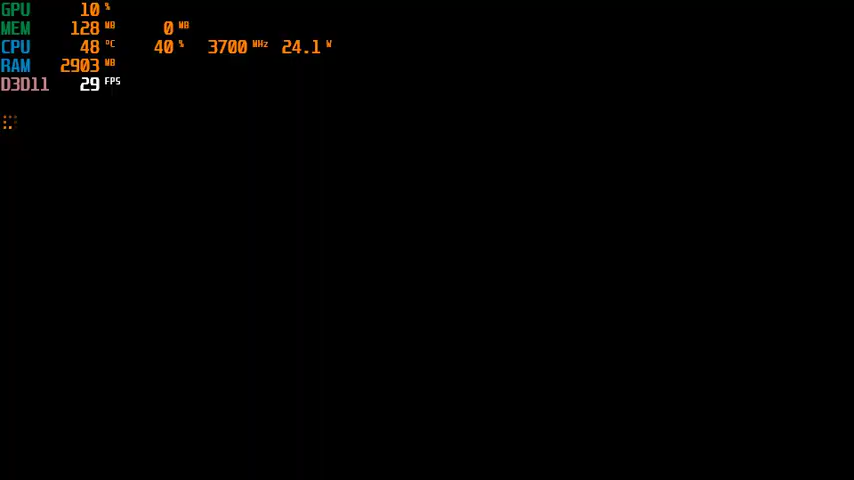 GPU 10 %
MEM 128 MB 0 MB
CPU 48 °C 40 % 3700 MHz 24.1 W
RAM 2903 MB
D3D11 29 FPS